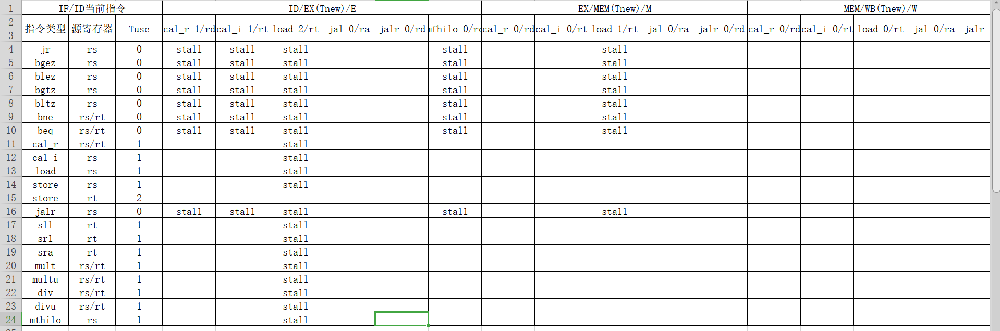 1 IF/ID当前指令 ID/EX(Tnew)/E EX/MEM(Tnew)/M MEM/WB(Tnew)/W
2
3 指令类型 源寄存器 Tuse cal_r 1/rd cal_i 1/rt load 2/rt jal 0/ra jalr 0/rd mfhilo 0/rd cal_r 0/rd cal_i 0/rt load 1/rt jal 0/ra jalr 0/rd cal_r 0/rd cal_i 0/rt load 0/rt jal 0/ra jalr
4 jr rs 0 stall stall stall stall stall
5 bgez rs 0 stall stall stall stall stall
6 blez rs 0 stall stall stall stall stall
7 bgtz rs 0 stall stall stall stall stall
8 bltz rs 0 stall stall stall stall stall
9 bne rs/rt 0 stall stall stall stall stall
10 beq rs/rt 0 stall stall stall stall stall
11 cal_r rs/rt 1 stall
12 cal_i rs 1 stall
13 load rs 1 stall
14 store rs 1 stall
15 store rt 2
16 jalr rs 0 stall stall stall stall stall
17 sll rt 1 stall
18 srl rt 1 stall
19 sra rt 1 stall
20 mult rs/rt 1 stall
21 multu rs/rt 1 stall
22 div rs/rt 1 stall
23 divu rs/rt 1 stall
24 mthilo rs 1 stall